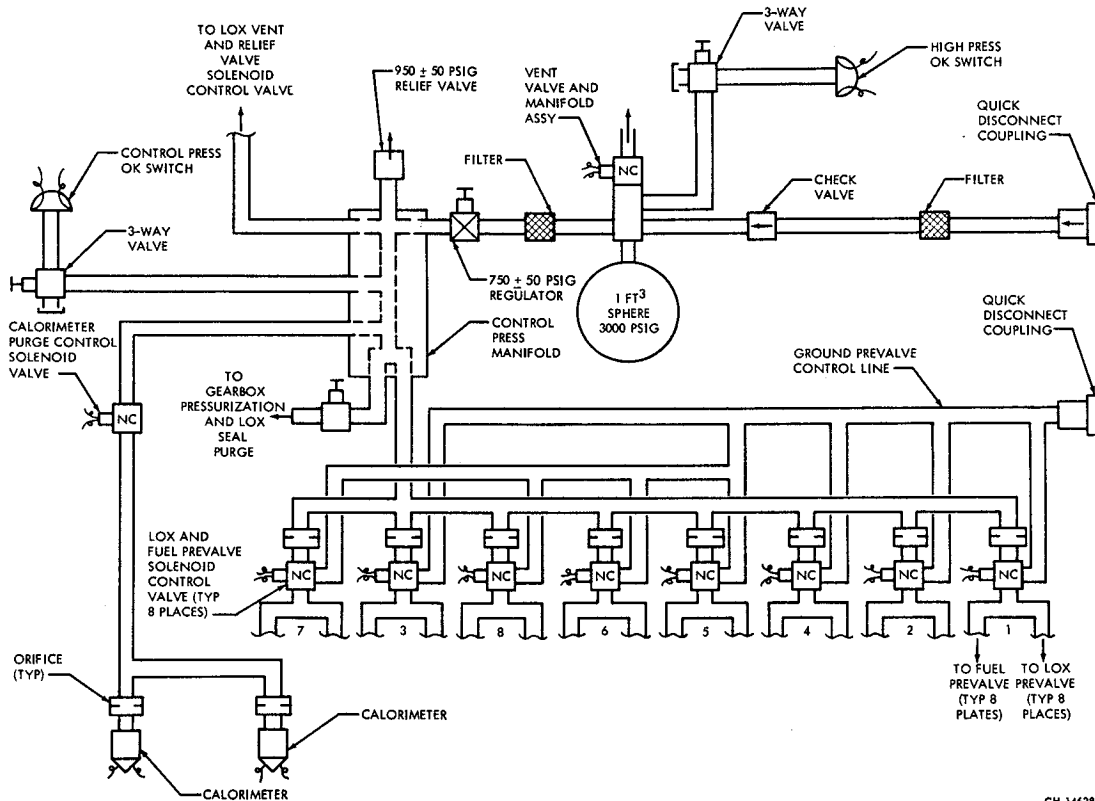 TO LOX VENT
AND RELIEF
VALVE
SOLENOID
CONTROL VALVE
950 ± 50 PSIG
RELIEF VALVE
VENT
VALVE AND
MANIFOLD
ASSY
3-WAY
VALVE
HIGH PRESS
OK SWITCH
QUICK
DISCONNECT
COUPLING
CONTROL PRESS
OK SWITCH
FILTER
NC
CHECK
VALVE
FILTER
3-WAY
VALVE
750 ± 50 PSIG
REGULATOR
1 FT3
SPHERE
3000 PSIG
CALORIMETER
PURGE CONTROL
SOLENOID
VALVE
NC
CONTROL
PRESS
MANIFOLD
QUICK
DISCONNECT
COUPLING
GROUND PREVALVE
CONTROL LINE
TO
GEARBOX
PRESSURIZATION
AND LOX
SEAL
PURGE
LOX AND
FUEL PREVALVE
SOLENOID
CONTROL
VALVE (TYP
8 PLACES)
NC NC NC NC NC NC NC NC
7 3 8 6 5 4 2 1
TO FUEL
PREVALVE
(TYP 8
PLATES)
TO LOX
PREVALVE
(TYP 8
PLACES)
ORIFICE
(TYP)
CALORIMETER
CALORIMETER